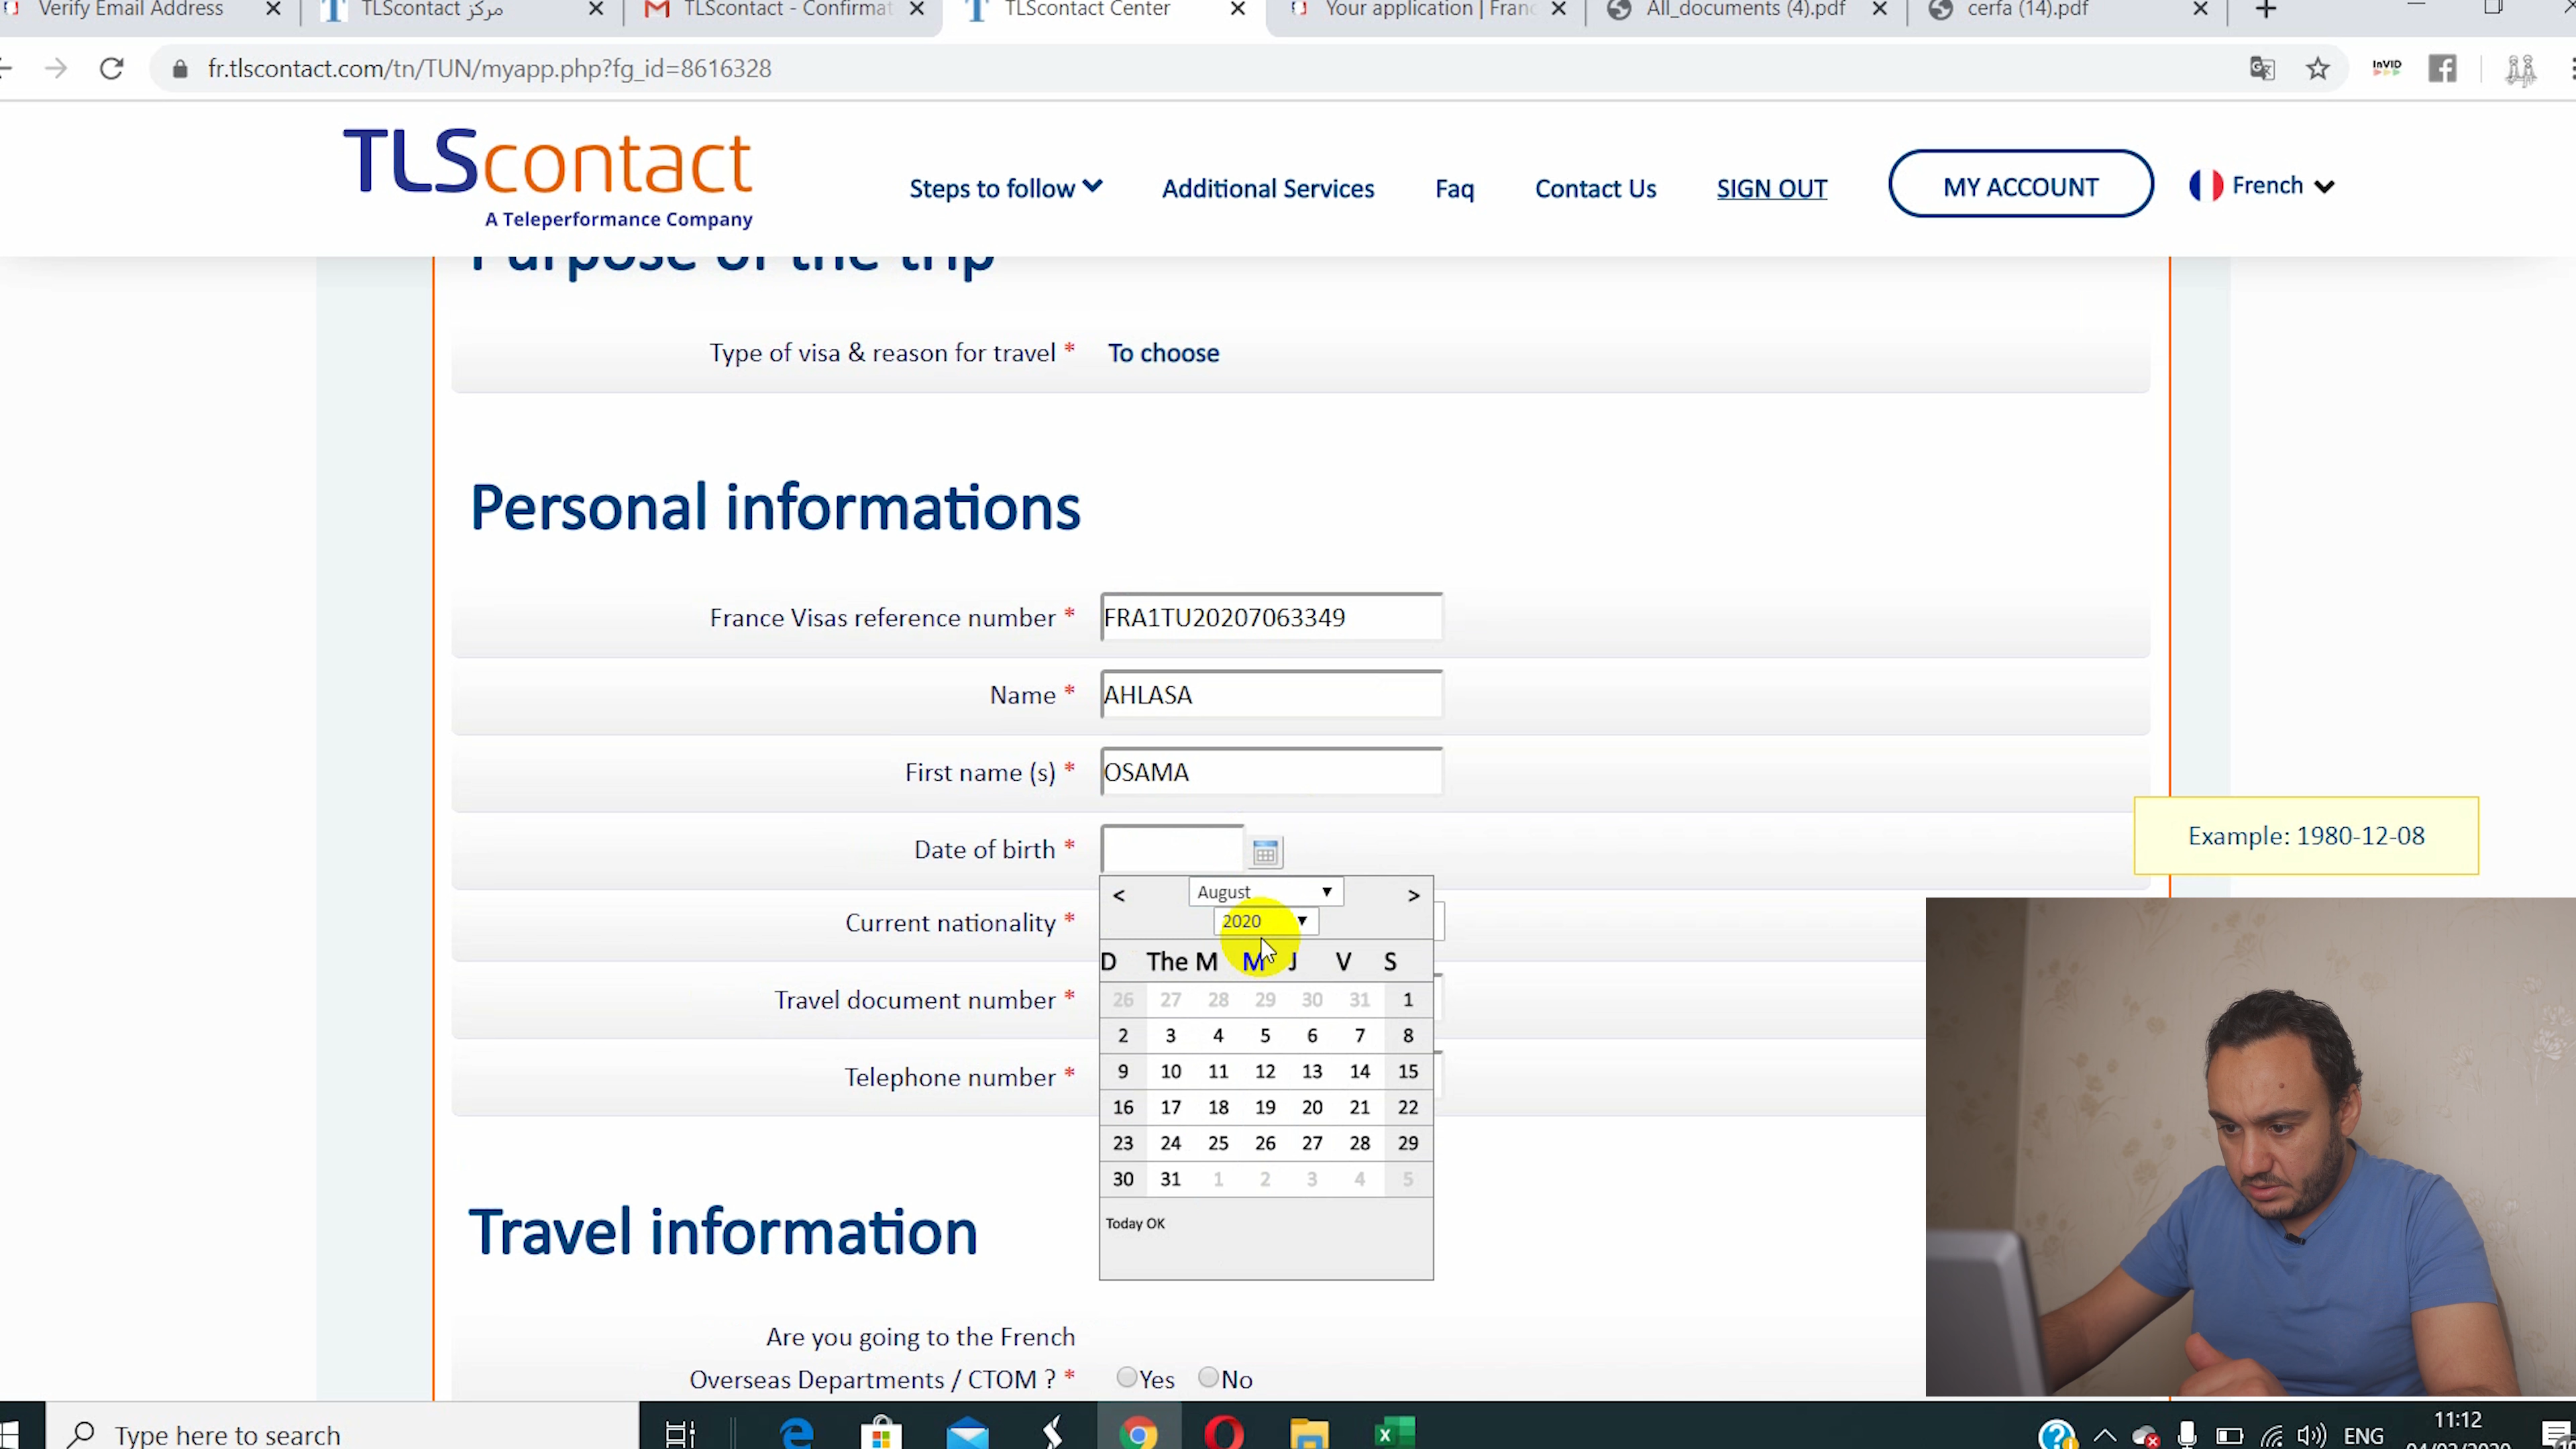 Verify Email Address
TLScontact مركز
TLScontact - Confirmat
TLScontact Center
Your application | Franc
All_documents (4).pdf
cerfa (14).pdf
fr.tlscontact.com/tn/TUN/myapp.php?fg_id=8616328
InVID
TLScontact
A Teleperformance Company
Steps to follow
Additional Services
Faq
Contact Us
SIGN OUT
MY ACCOUNT
French
Purpose of the trip
Type of visa & reason for travel * To choose
Personal informations
France Visas reference number * FRA1TU20207063349
Name * AHLASA
First name (s) * OSAMA
Date of birth *
Example: 1980-12-08
Current nationality *
Travel document number *
Telephone number *
< August >
2020
D The M M J V S
26 27 28 29 30 31 1
2 3 4 5 6 7 8
9 10 11 12 13 14 15
16 17 18 19 20 21 22
23 24 25 26 27 28 29
30 31 1 2 3 4 5
Today OK
Travel information
Are you going to the French
Overseas Departments / CTOM ? * Yes No
Type here to search
ENG
11:12